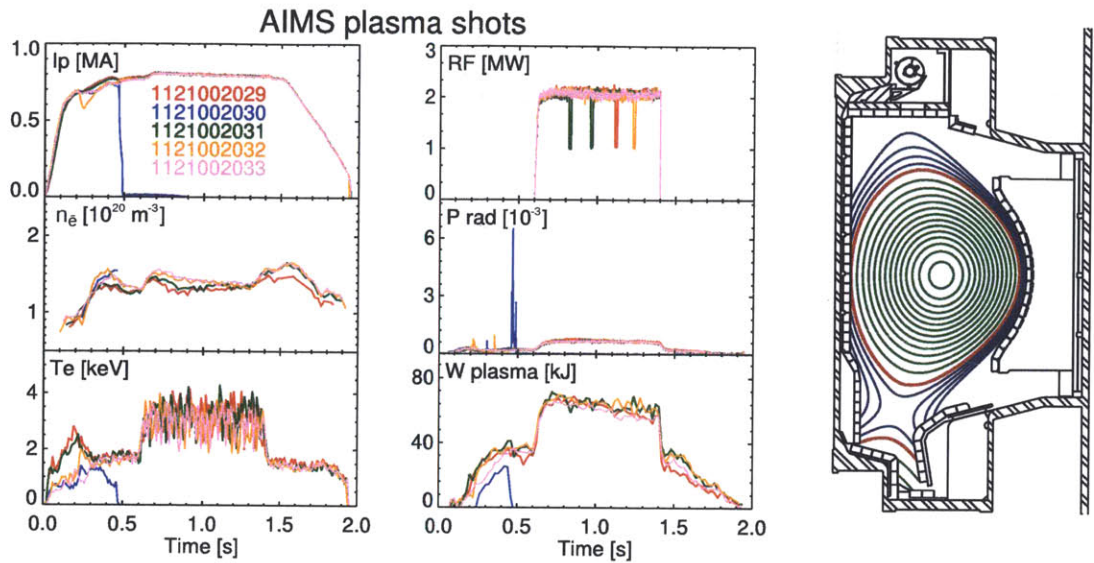 AIMS plasma shots
Ip [MA]
1.0
0.5
0.0
1121002029
1121002030
1121002031
1121002032
1121002033
nē [10²⁰ m⁻³]
2
1
Te [keV]
4
2
0
0.0 0.5 1.0 1.5 2.0
Time [s]
RF [MW]
3
2
1
0
P rad [10⁻³]
6
3
0
W plasma [kJ]
80
40
0
0.0 0.5 1.0 1.5 2.0
Time [s]